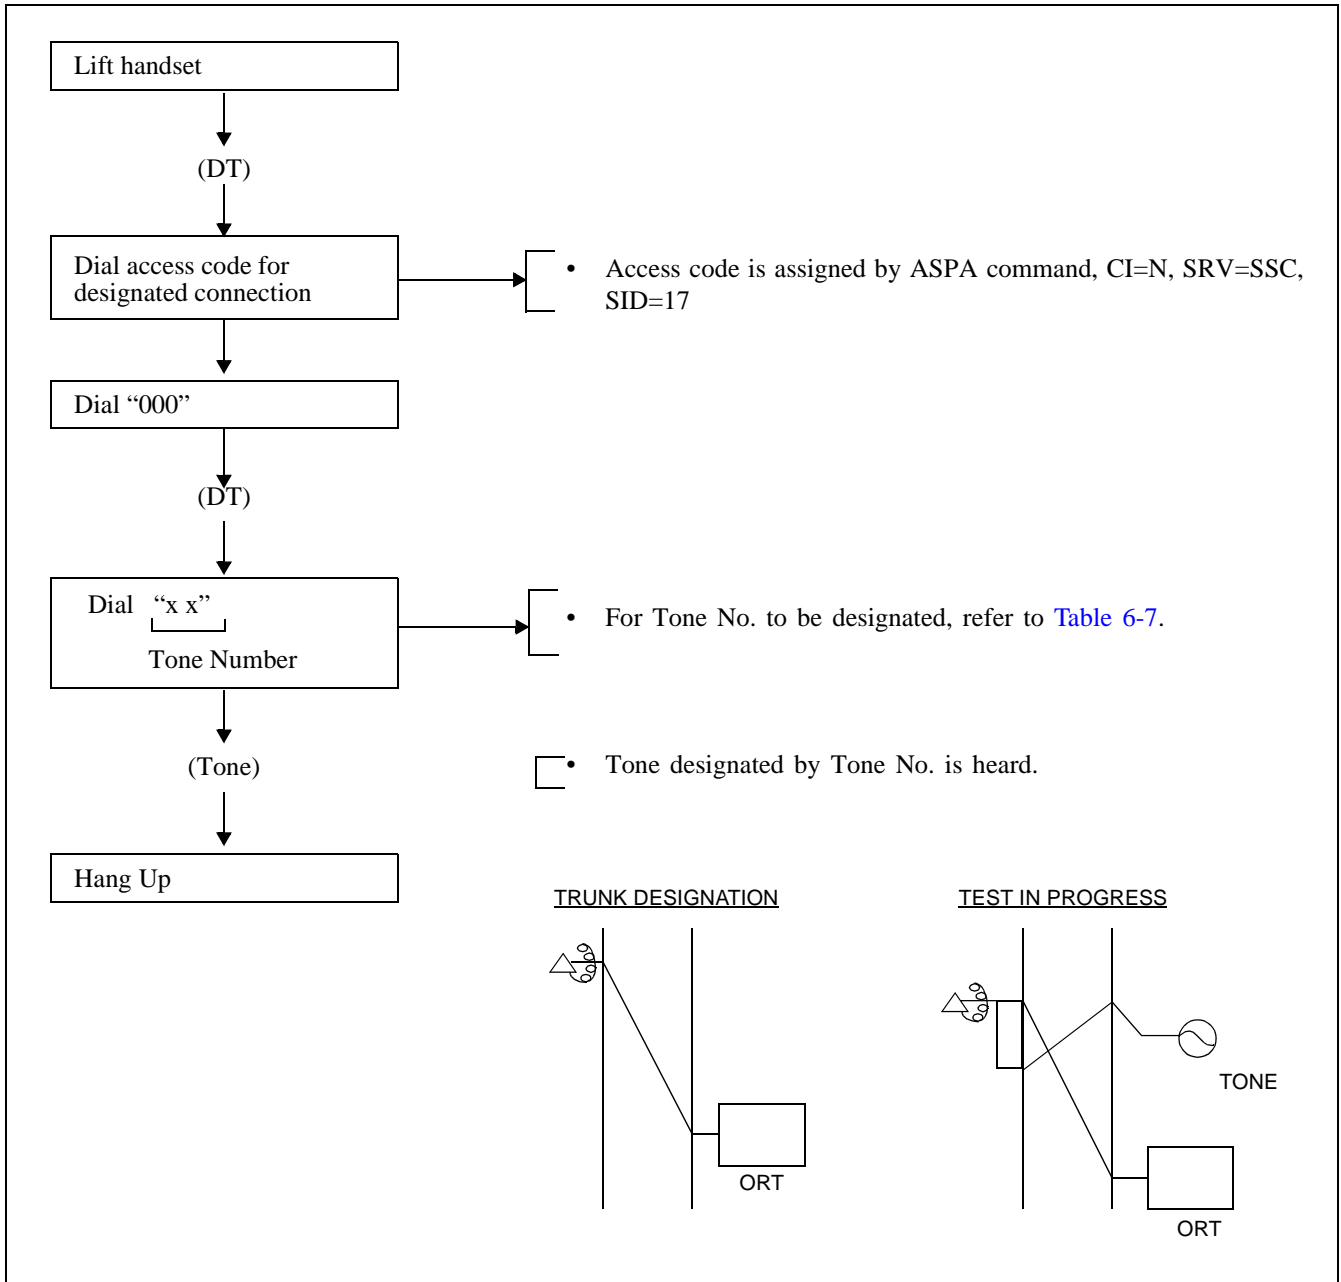 Lift handset
(DT)
Dial access code for
designated connection
• Access code is assigned by ASPA command, CI=N, SRV=SSC,
SID=17
Dial “000”
(DT)
Dial “x x”
Tone Number
• For Tone No. to be designated, refer to Table 6-7.
(Tone)
• Tone designated by Tone No. is heard.
Hang Up
TRUNK DESIGNATION
ORT
TEST IN PROGRESS
TONE
ORT